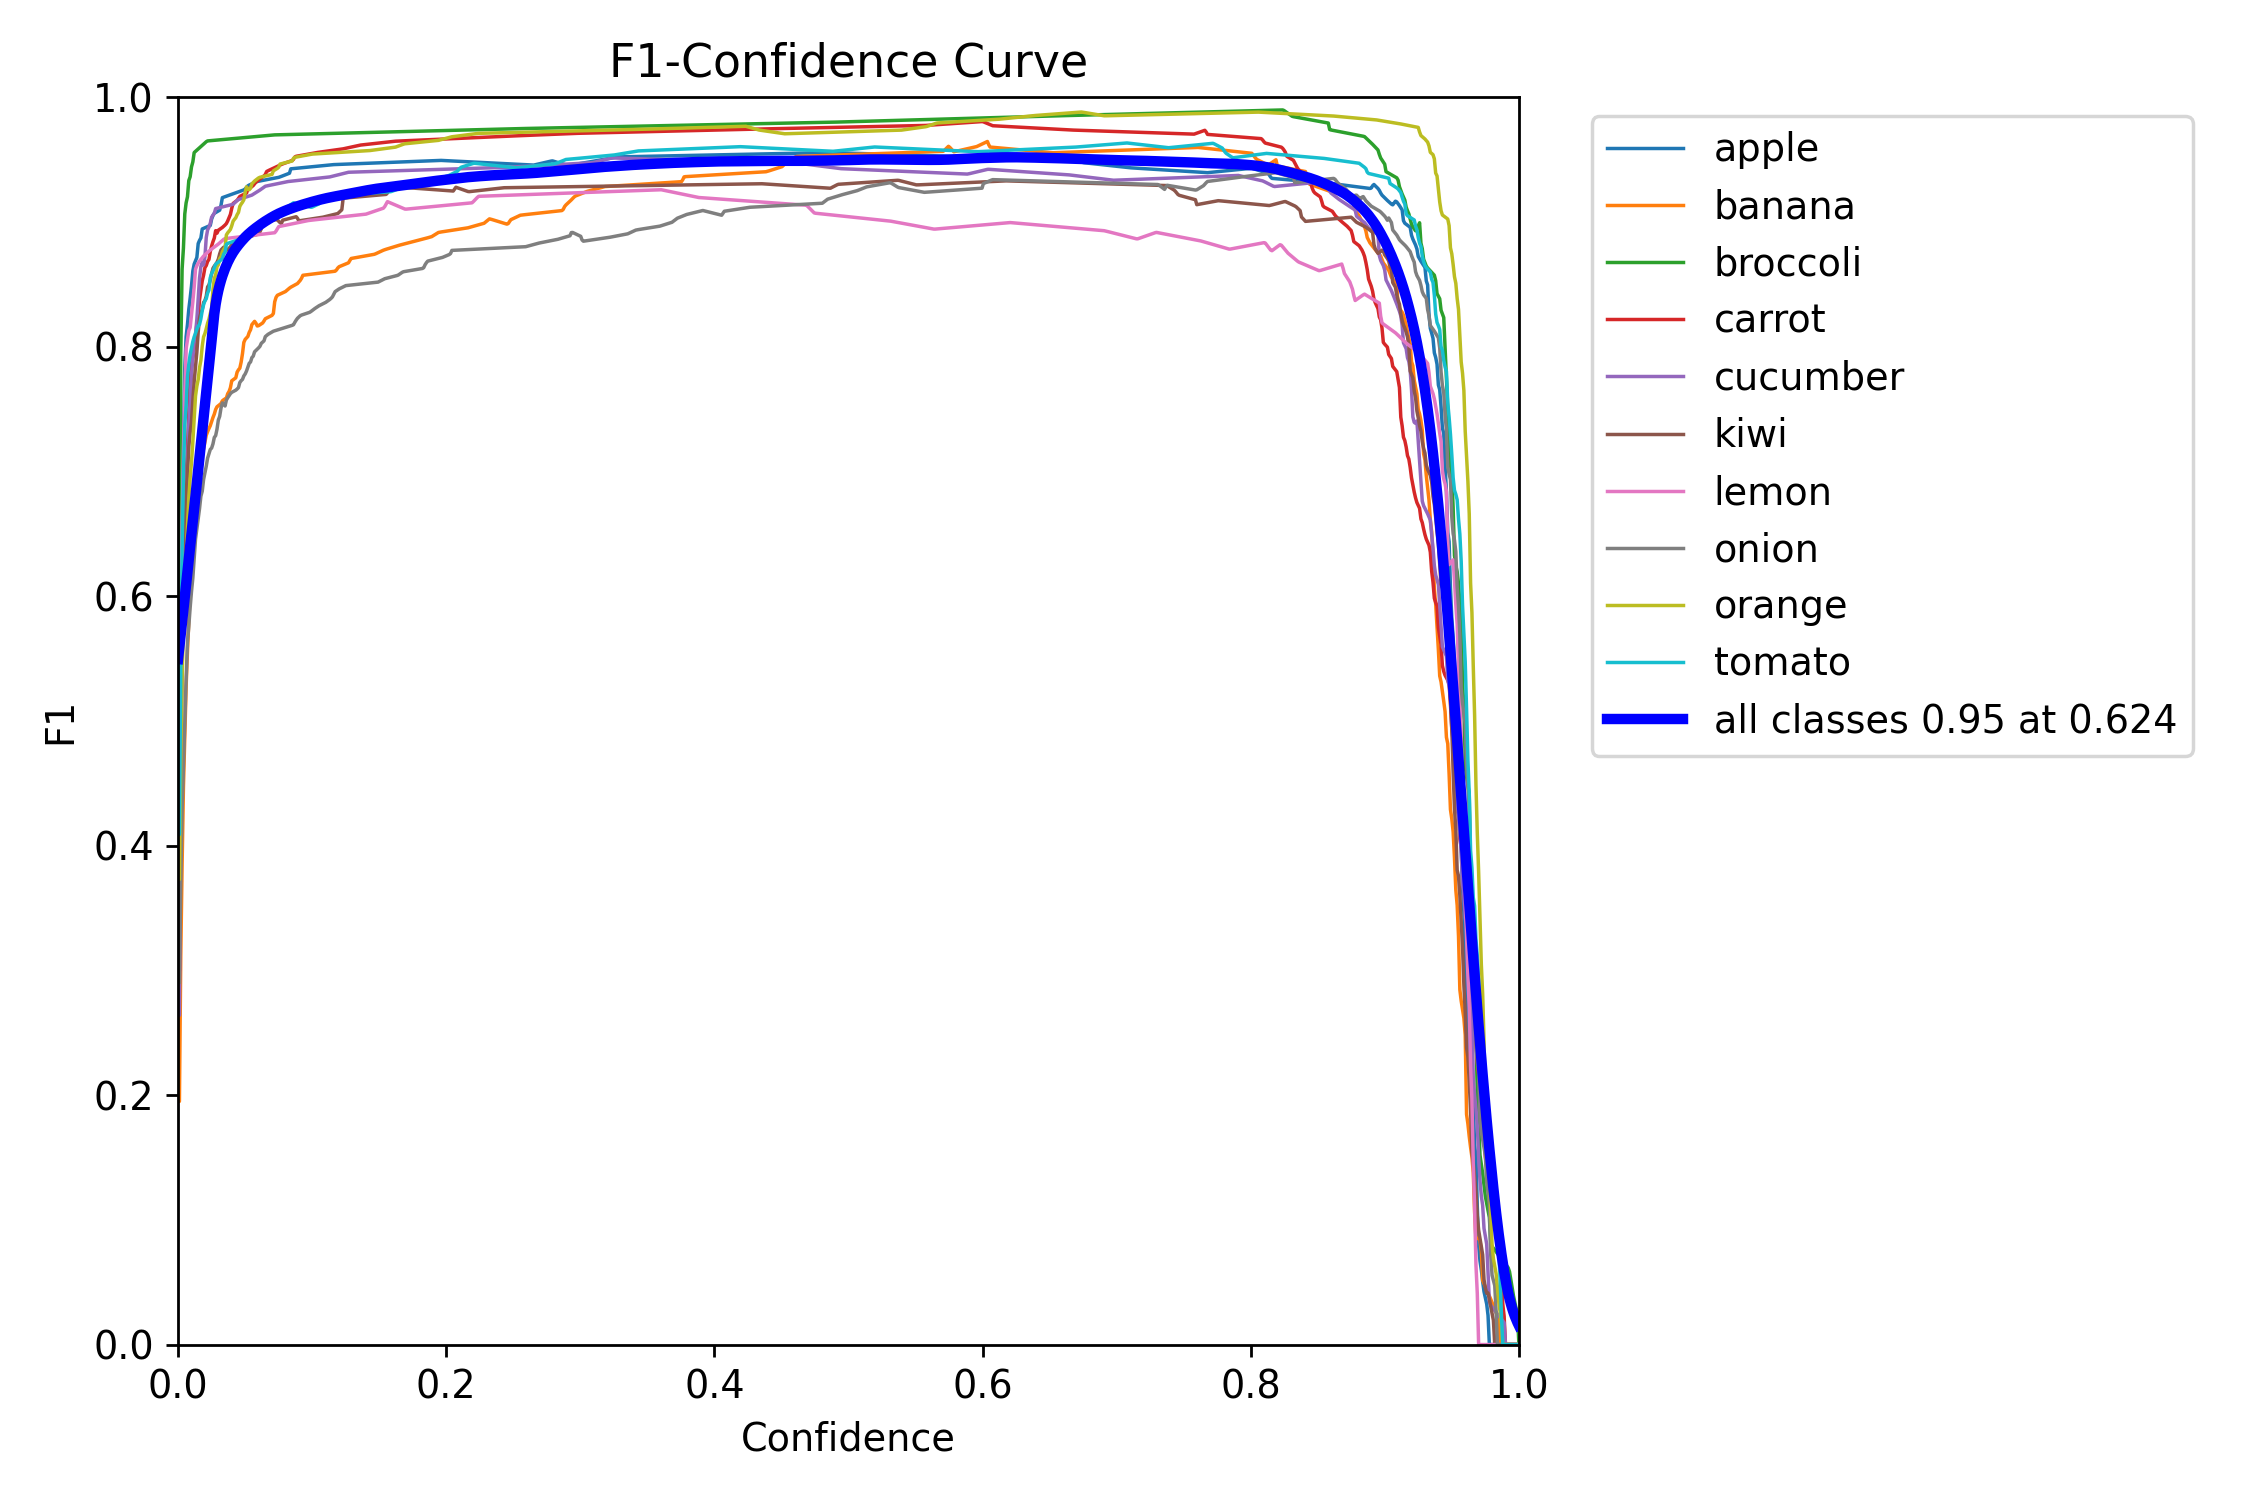 F1-Confidence Curve
1.0
0.8
0.6
0.4
0.2
0.0
F1
0.0 0.2 0.4 0.6 0.8 1.0
Confidence
apple
banana
broccoli
carrot
cucumber
kiwi
lemon
onion
orange
tomato
all classes 0.95 at 0.624